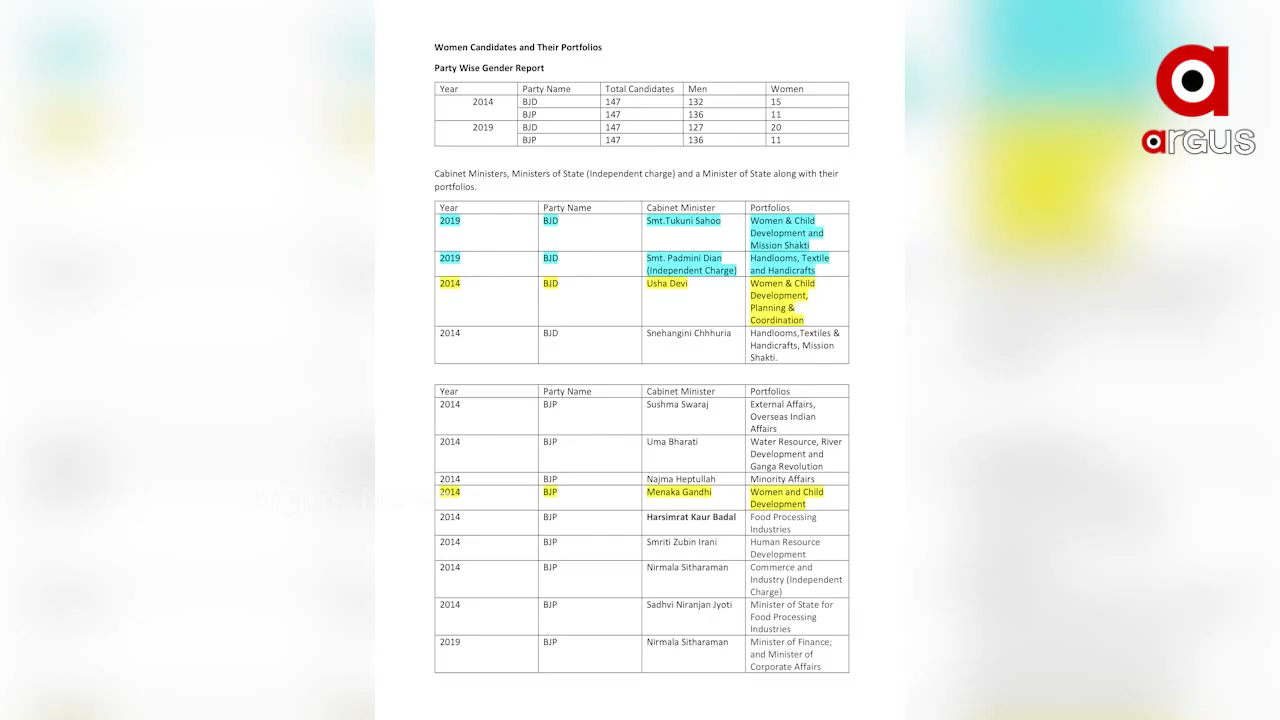 Women Candidates and Their Portfolios
Party Wise Gender Report
Year Party Name Total Candidates Men Women
2014 BJD 147 132 15
BJP 147 136 11
2019 BJD 147 127 20
BJP 147 136 11
Cabinet Ministers, Ministers of State (Independent charge) and a Minister of State along with their
portfolios.
Year Party Name Cabinet Minister Portfolios
2019 BJD Smt.Tukuni Sahoo Women & Child
Development and
Mission Shakti
2019 BJD Smt. Padmini Dian Handlooms, Textile
(Independent Charge) and Handicrafts
2014 BJD Usha Devi Women & Child
Development,
Planning &
Coordination
2014 BJD Snehangini Chhhuria Handlooms,Textiles &
Handicrafts, Mission
Shakti.
Year Party Name Cabinet Minister Portfolios
2014 BJP Sushma Swaraj External Affairs,
Overseas Indian
Affairs
2014 BJP Uma Bharati Water Resource, River
Development and
Ganga Revolution
2014 BJP Najma Heptullah Minority Affairs
2014 BJP Menaka Gandhi Women and Child
Development
2014 BJP Harsimrat Kaur Badal Food Processing
Industries
2014 BJP Smriti Zubin Irani Human Resource
Development
2014 BJP Nirmala Sitharaman Commerce and
Industry (Independent
Charge)
2014 BJP Sadhvi Niranjan Jyoti Minister of State for
Food Processing
Industries
2019 BJP Nirmala Sitharaman Minister of Finance;
and Minister of
Corporate Affairs
a
argus